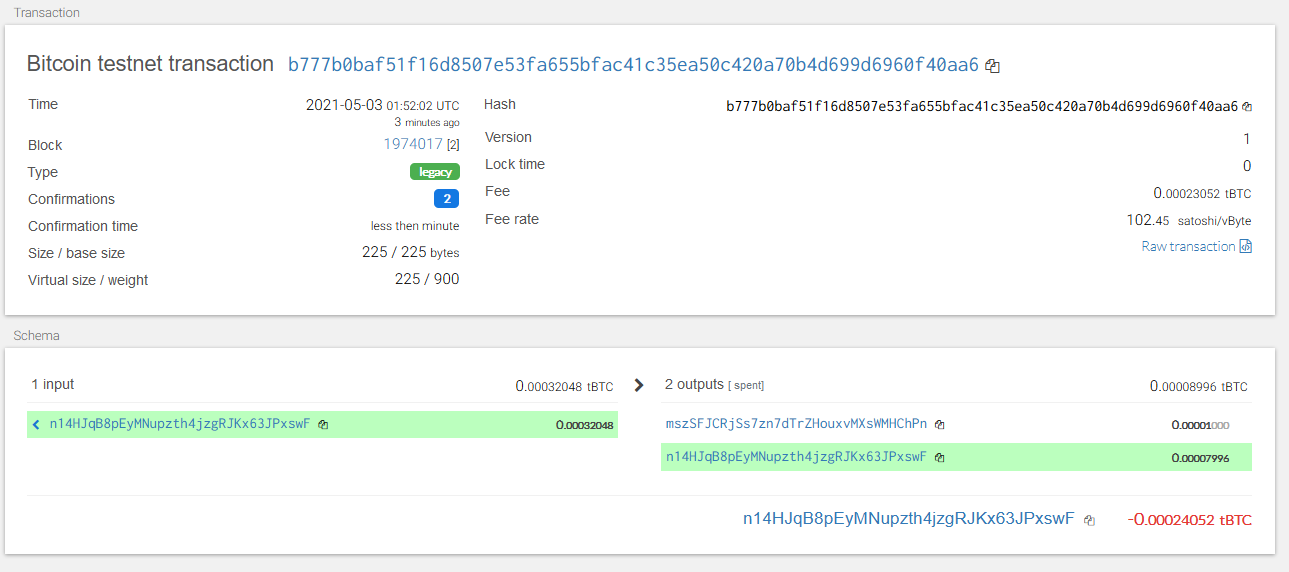 Transaction
Bitcoin testnet transaction b777b0baf51f16d8507e53fa655bfac41c35ea50c420a70b4d699d6960f40aa6
Time 2021-05-03 01:52:02 UTC
3 minutes ago
Block 1974017 [2]
Type legacy
Confirmations 2
Confirmation time less then minute
Size / base size 225 / 225 bytes
Virtual size / weight 225 / 900
Hash b777b0baf51f16d8507e53fa655bfac41c35ea50c420a70b4d699d6960f40aa6
Version 1
Lock time 0
Fee 0.00023052 tBTC
Fee rate 102.45 satoshi/vByte
Raw transaction
Schema
1 input 0.00032048 tBTC
n14HJqB8pEyMNupzth4jzgRJKx63JPxswF 0.00032048
2 outputs [ spent] 0.00008996 tBTC
mszSFJCRjSs7zn7dTrZHouxvMXsWMHChPn 0.00001000
n14HJqB8pEyMNupzth4jzgRJKx63JPxswF 0.00007996
n14HJqB8pEyMNupzth4jzgRJKx63JPxswF -0.00024052 tBTC